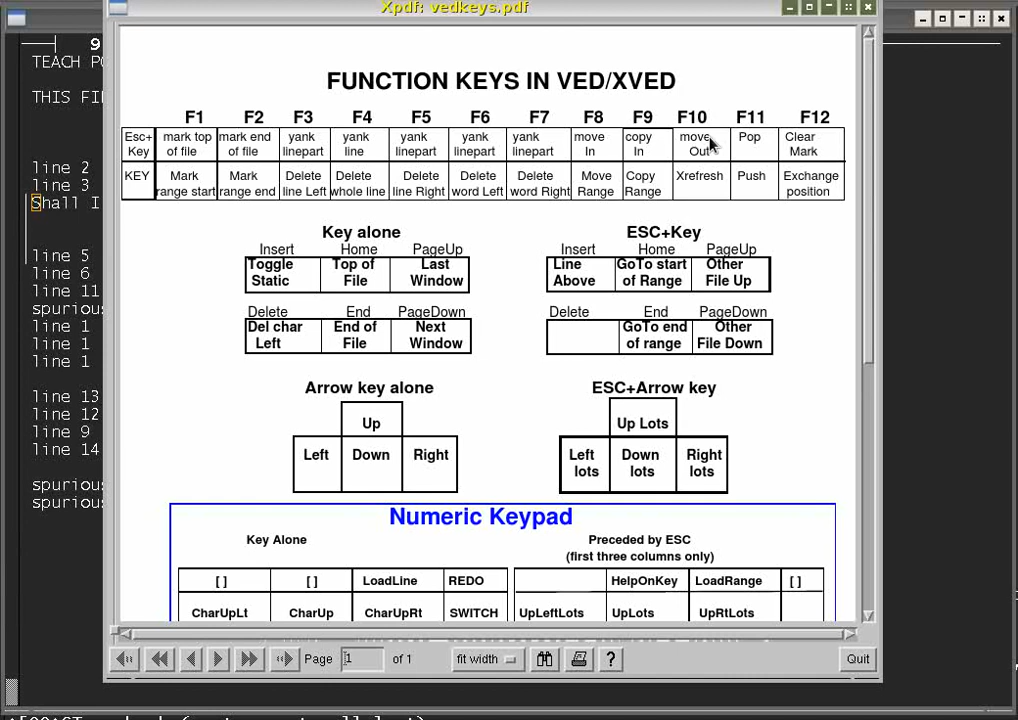 Xpdf: vedkeys.pdf
9
TEACH
THIS
line 2
line 3
Shall I
line 5
line 6
line 11
spurious
line 1
line 1
line 1
line 13
line 12
line 9
line 14
spurious
spurious
FUNCTION KEYS IN VED/XVED
F1 F2 F3 F4 F5 F6 F7 F8 F9 F10 F11 F12
Esc+ mark top mark end yank yank yank yank yank move copy move Pop Clear
Key of file of file linepart line linepart linepart linepart In In Out Mark
KEY Mark Mark Delete Delete Delete Delete Delete Move Copy Xrefresh Push Exchange
range start range end line Left whole line line Right word Left word Right Range Range position
Key alone ESC+Key
Insert Home PageUp Insert Home PageUp
Toggle Top of Last Line GoTo start Other
Static File Window Above of Range File Up
Delete End PageDown Delete End PageDown
Del char End of Next GoTo end Other
Left File Window of range File Down
Arrow key alone ESC+Arrow key
Up Up Lots
Left Down Right Left Down Right
lots lots lots
Numeric Keypad
Key Alone Preceded by ESC
(first three columns only)
[ ] [ ] LoadLine REDO HelpOnKey LoadRange [ ]
CharUpLt CharUp CharUpRt SWITCH UpLeftLots UpLots UpRtLots
Page 1 of 1 fit width ? Quit